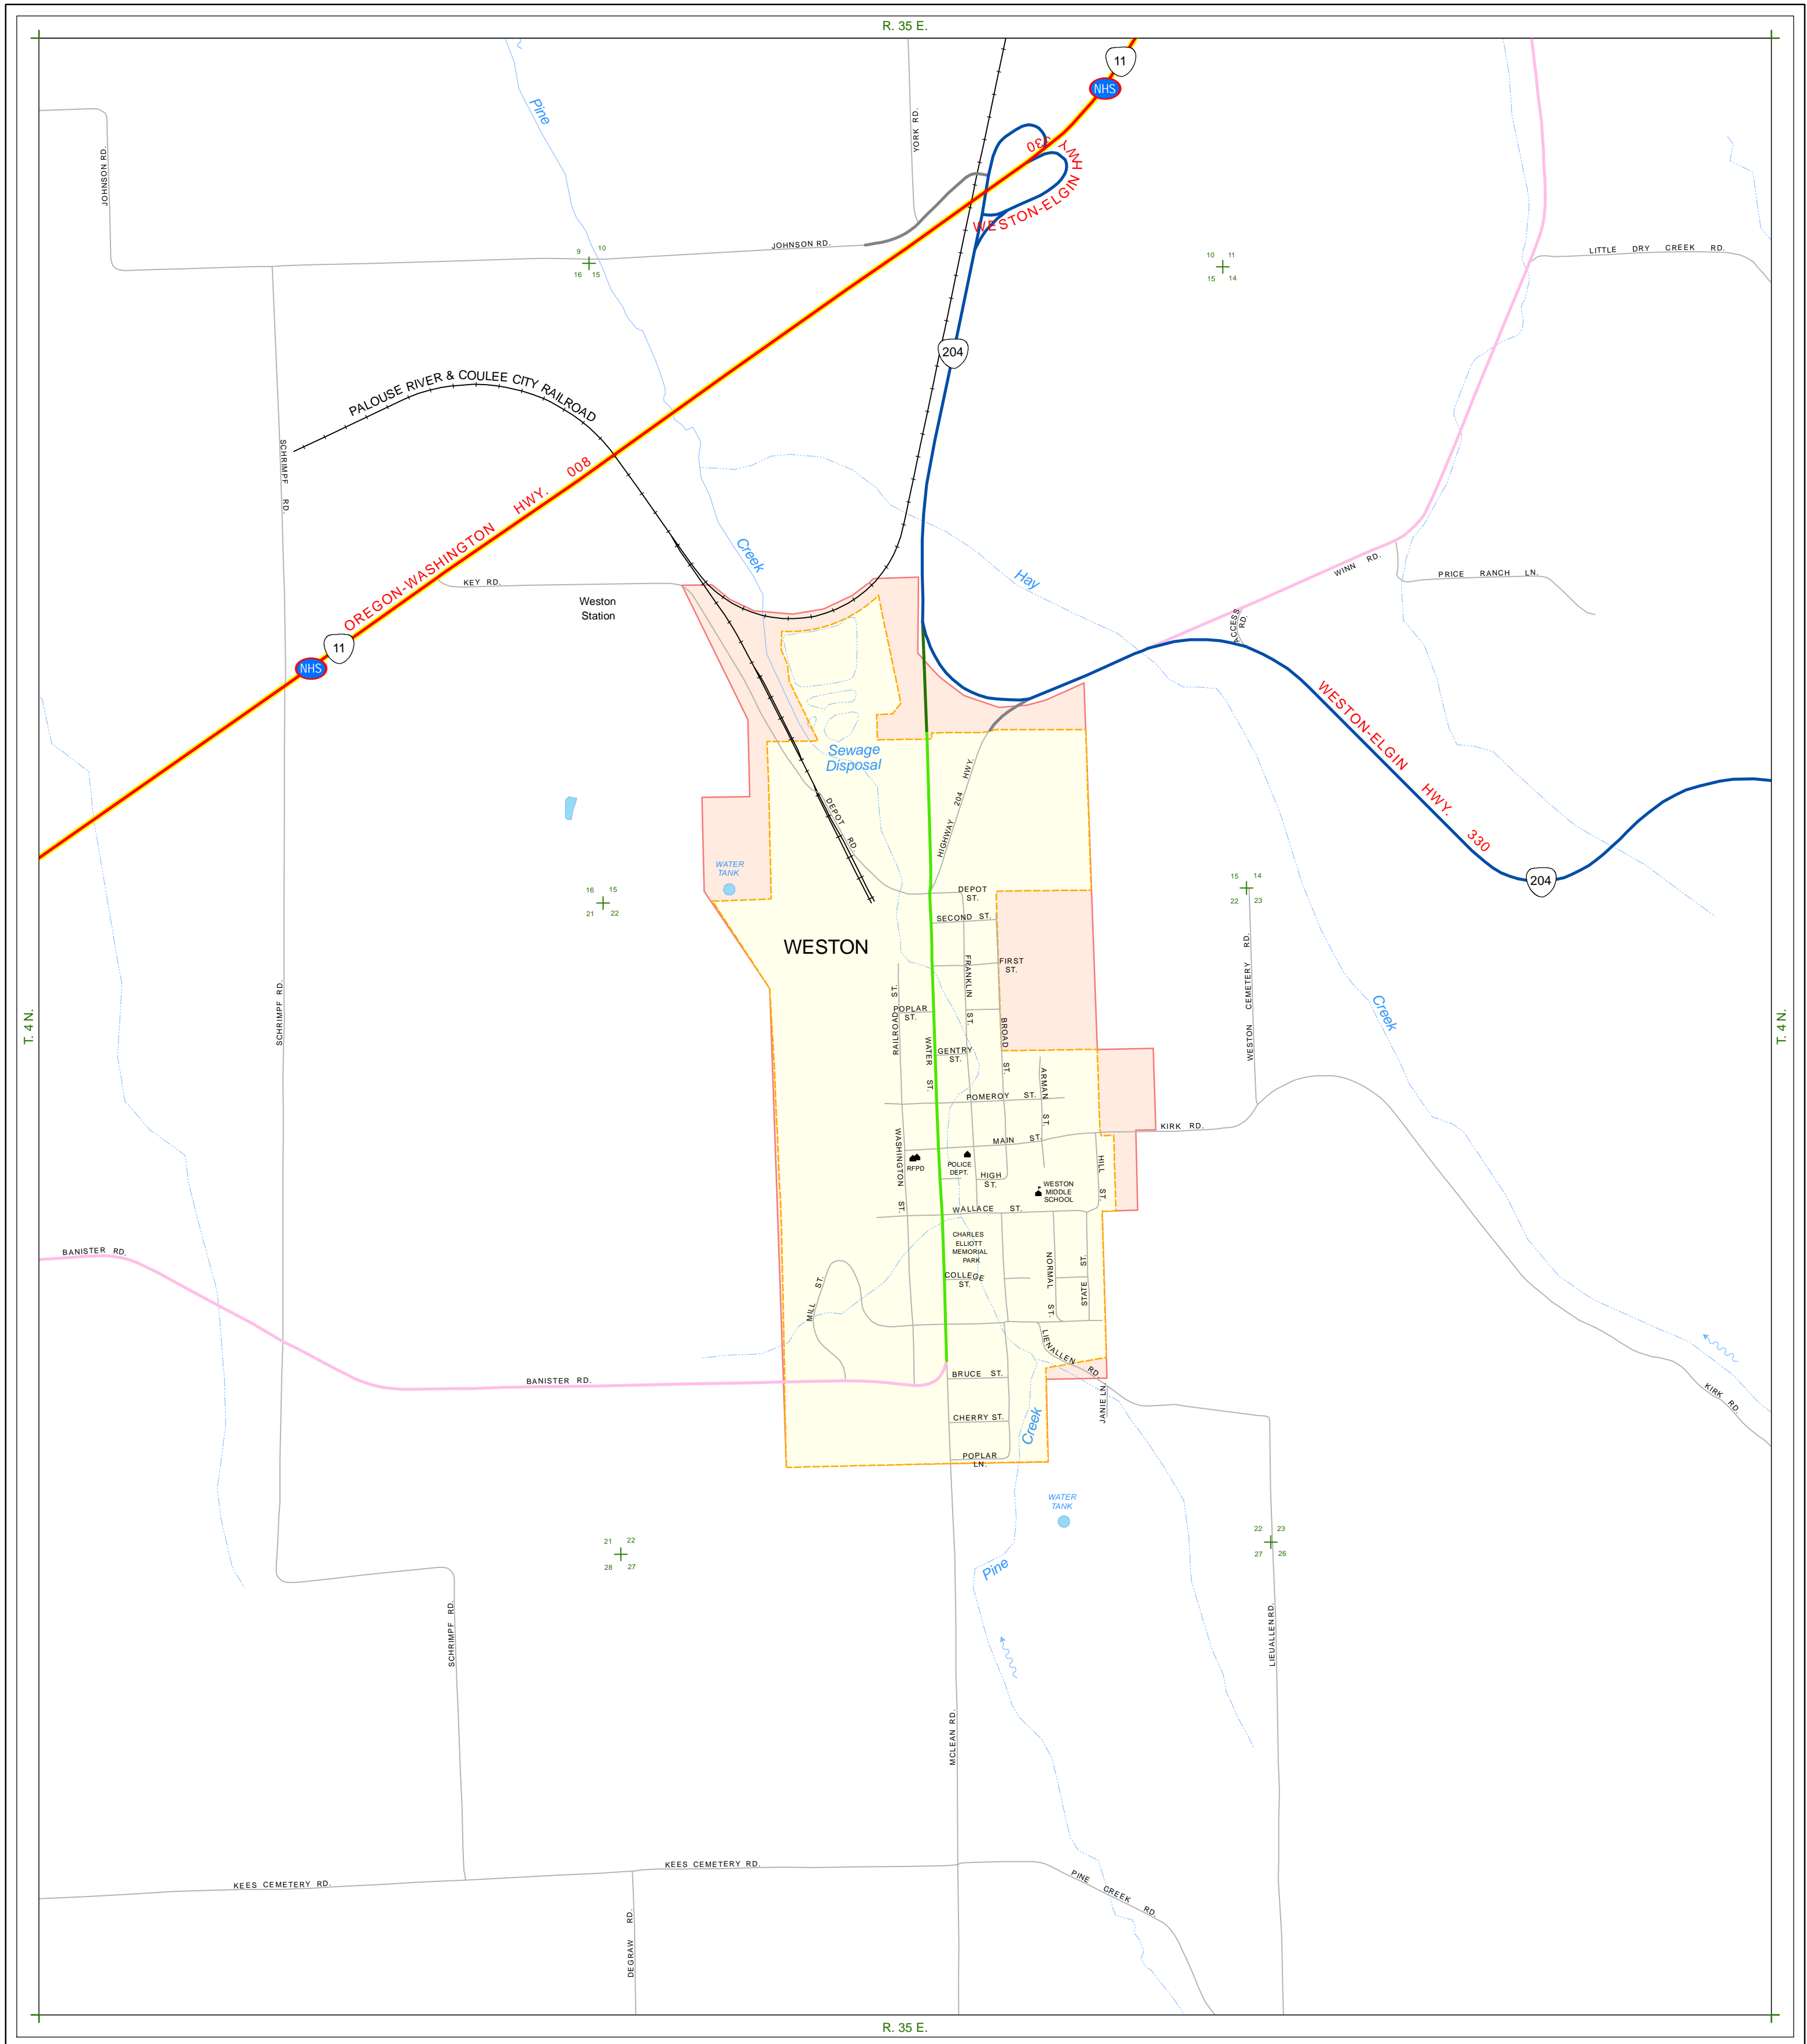 R. 35 E.
11
NHS
Pine
YORK RD.
JOHNSON RD.
WESTON-ELGIN HWY 330
JOHNSON RD.
LITTLE DRY CREEK RD.
9 10
16 15
10 11
15 14
204
PALOUSE RIVER & COULEE CITY RAILROAD
SCHRIMPF RD.
OREGON-WASHINGTON HWY. 008
Creek
Hay
WINN RD.
PRICE RANCH LN.
KEY RD.
Weston
Station
ACCESS
RD.
11
NHS
WESTON-ELGIN HWY. 330
Sewage
Disposal
HIGHWAY 204 HWY.
DEPOT RD.
WATER
TANK
204
16 15
21 22
15 14
22 23
DEPOT
ST.
SECOND ST.
WESTON
FIRST
ST.
FRANKLIN ST.
RAILROAD ST.
POPLAR
ST.
BROAD ST.
WATER ST.
GENTRY
ST.
WESTON CEMETERY RD.
Creek
SCHRIMPF RD.
T. 4 N.
T. 4 N.
ARMAN ST.
POMEROY ST.
KIRK RD.
MAIN ST.
WASHINGTON ST.
RFPD
POLICE
DEPT.
HIGH
ST.
HILL ST.
WESTON
MIDDLE
SCHOOL
WALLACE ST.
CHARLES
ELLIOTT
MEMORIAL
PARK
BANISTER RD.
NORMAL ST.
STATE ST.
COLLEGE
ST.
MILL ST.
LIENALLEN RD.
BANISTER RD.
BRUCE ST.
JANIE LN.
KIRK RD.
CHERRY ST.
Creek
POPLAR
LN.
WATER
TANK
21 22
28 27
22 23
27 26
Pine
SCHRIMPF RD.
LIEUALLEN RD.
MCLEAN RD.
KEES CEMETERY RD.
KEES CEMETERY RD.
PINE CREEK RD.
DEGRAW RD.
R. 35 E.